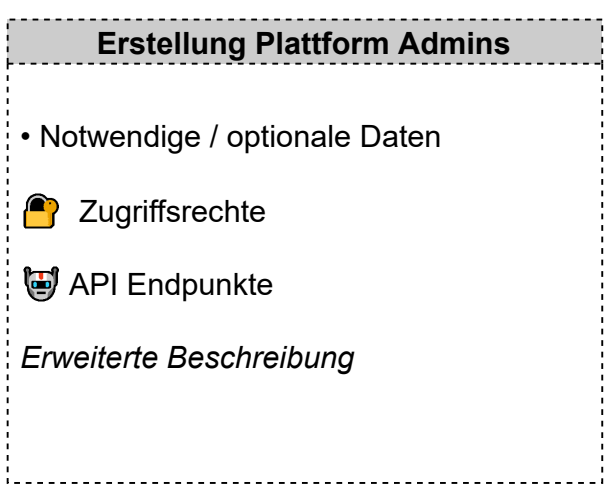 Erstellung Plattform Admins
• Notwendige / optionale Daten
Zugriffsrechte
API Endpunkte
Erweiterte Beschreibung